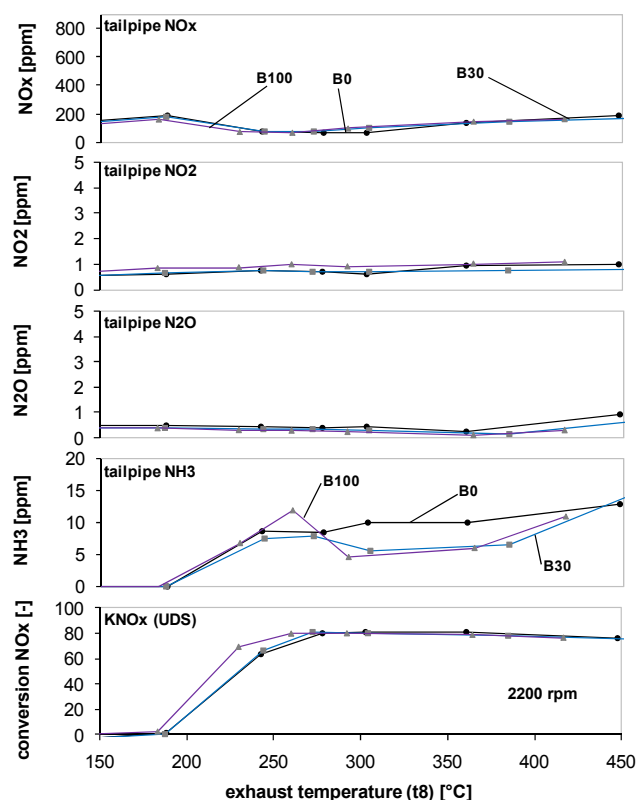 tailpipe NOx
NOx [ppm]
800
600
400
200
0
B100
B0
B30
tailpipe NO2
NO2 [ppm]
5
4
3
2
1
0
tailpipe N2O
N2O [ppm]
5
4
3
2
1
0
tailpipe NH3
NH3 [ppm]
20
15
10
5
0
B100
B0
B30
KNOx (UDS)
conversion NOx [-]
100
80
60
40
20
0
2200 rpm
150 200 250 300 350 400 450
exhaust temperature (t8) [°C]